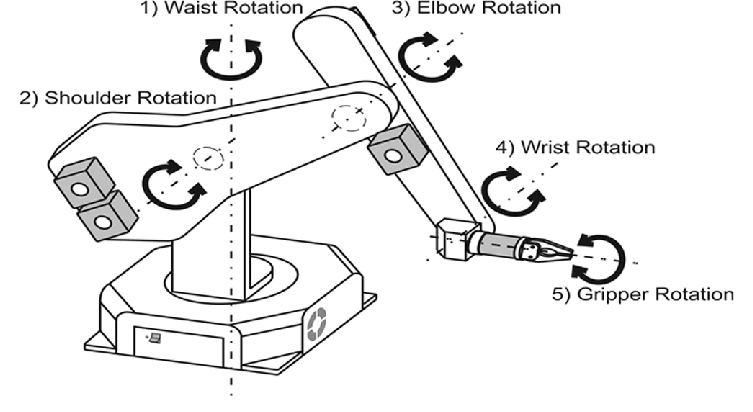 1) Waist Rotation
3) Elbow Rotation
2) Shoulder Rotation
4) Wrist Rotation
5) Gripper Rotation